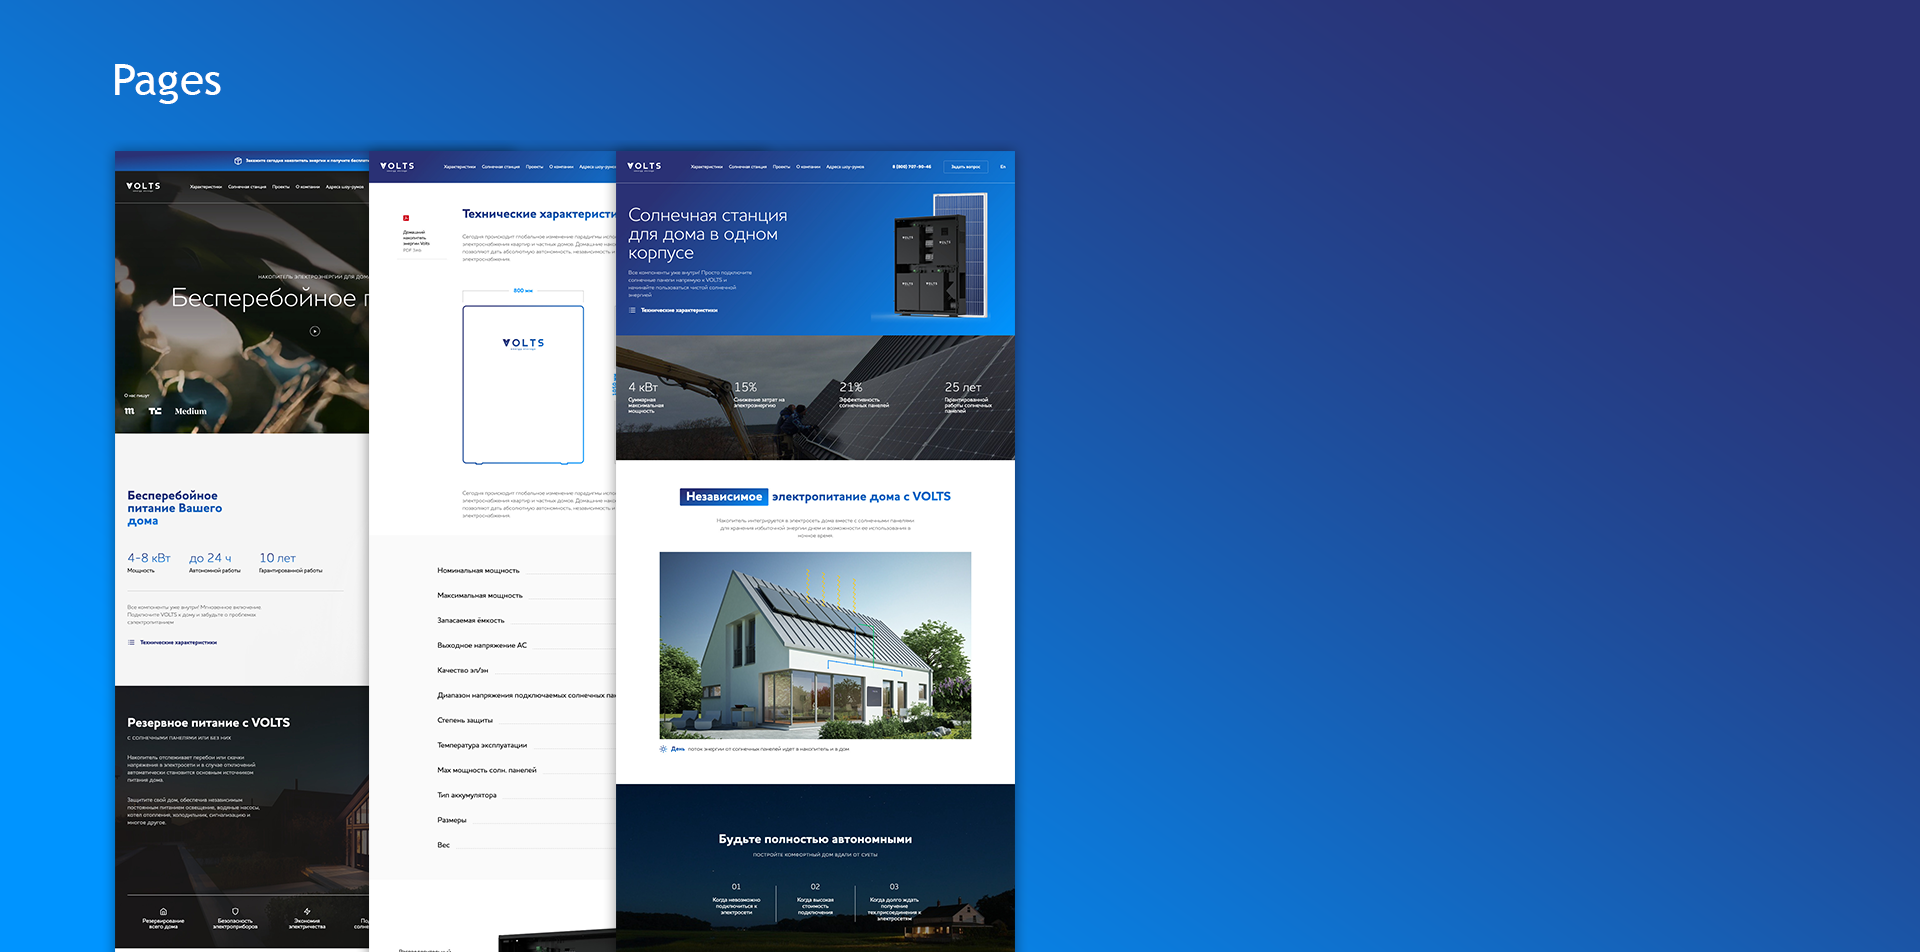 Pages
Закажите сегодня накопитель энергии и получите бесплатн
VOLTS
Характеристики Солнечная станция Проекты О компании Адреса шоу-румов
НАКОПИТЕЛЬ ЭЛЕКТРОЭНЕРГИИ ДЛЯ ДОМ
Бесперебойное п
О нас пишут
m TC Medium
Бесперебойное
питание Вашего
дома
4-8 кВт до 24 ч 10 лет
Мощность Автономной работы Гарантированной работы
Все компоненты уже внутри! Мгновенное включение.
Подключите VOLTS к дому и забудьте о проблемах
с электропитанием
Технические характеристики
Резервное питание с VOLTS
С СОЛНЕЧНЫМИ ПАНЕЛЯМИ ИЛИ БЕЗ НИХ
Накопитель отслеживает перебои или скачки
напряжения в электросети и в случае отключений
автоматически становится основным источником
питания дома.
Защитите свой дом, обеспечив независимым
постоянным питанием освещение, водяные насосы,
котел отопления, холодильник, сигнализацию и
многое другое.
Резервирование
всего дома
Безопасность
электроприборов
Экономия
электричества
По
солне
VOLTS
Характеристики Солнечная станция Проекты О компании Адреса шоу-румо
Домашний
накопитель
энергии Volts
PDF
Технические характеристи
Сегодня происходит глобальное изменение парадигмы испо
электроснабжения квартир и частных домов. Домашние нако
позволяют дать абсолютную автономность, независимость и
электроснабжения.
600 мм
VOLTS
Сегодня происходит глобальное изменение парадигмы испо
электроснабжения квартир и частных домов. Домашние нако
позволяют дать абсолютную автономность, независимость и
электроснабжения.
Номинальная мощность
Максимальная мощность
Запасаемая ёмкость
Выходное напряжение AC
Качество эл/эн
Диапазон напряжения подключаемых солнечных пан
Степень защиты
Температура эксплуатации
Max мощность солн. панелей
Тип аккумулятора
Размеры
Вес
VOLTS
Характеристики Солнечная станция Проекты О компании Адреса шоу-румов 8 (800) 707-90-46 Задать вопрос En
Солнечная станция
для дома в одном
корпусе
Все компоненты уже внутри! Просто подключите
солнечные панели напрямую к VOLTS и
начинайте пользоваться чистой солнечной
энергией
Технические характеристики
VOLTS VOLTS
VOLTS VOLTS
4 кВт
Суммарная
максимальная
мощность
15%
Снижение затрат на
электроэнергию
21%
Эффективность
солнечных панелей
25 лет
Гарантированной
работы солнечных
панелей
Независимое электропитание дома с VOLTS
Накопитель интегрируется в электросеть дома вместе с солнечными панелями
для хранения избыточной энергии днем и возможности ее использования в
ночное время.
День поток энергии от солнечных панелей идет в накопитель и в дом
Будьте полностью автономными
ПОСТРОЙТЕ КОМФОРТНЫЙ ДОМ ВДАЛИ ОТ СУЕТЫ
01
Когда невозможно
подключиться к
электросети
02
Когда высокая
стоимость
подключения
03
Когда долго ждать
получение
тех.присоединения к
электросетям